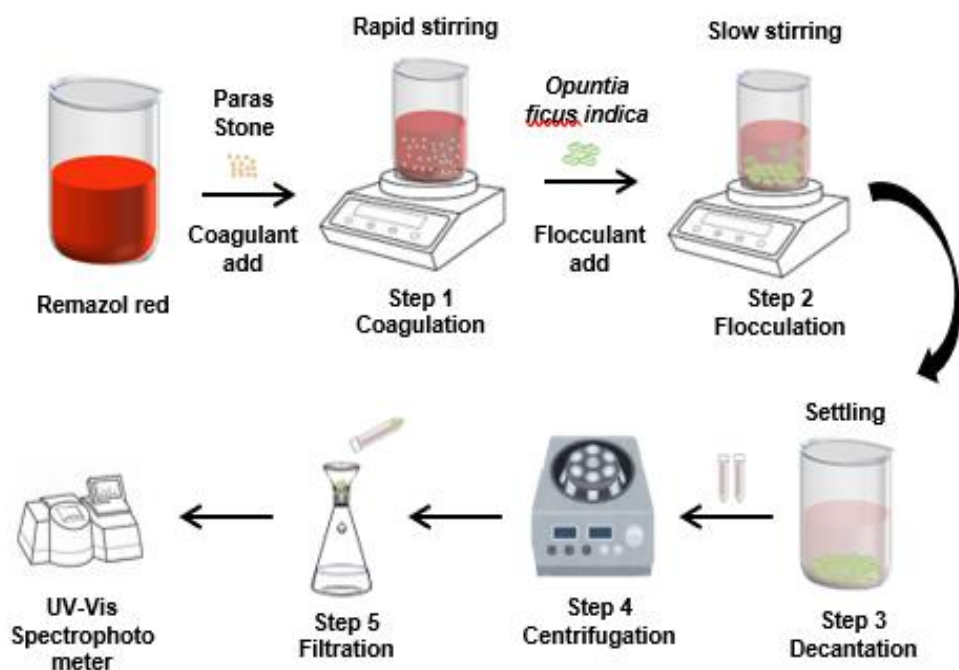 Remazol red
Paras
Stone
Coagulant
add
Rapid stirring
Step 1
Coagulation
Opuntia
ficus indica
Flocculant
add
Slow stirring
Step 2
Flocculation
Settling
Step 3
Decantation
Step 4
Centrifugation
Step 5
Filtration
UV-Vis
Spectrophoto
meter